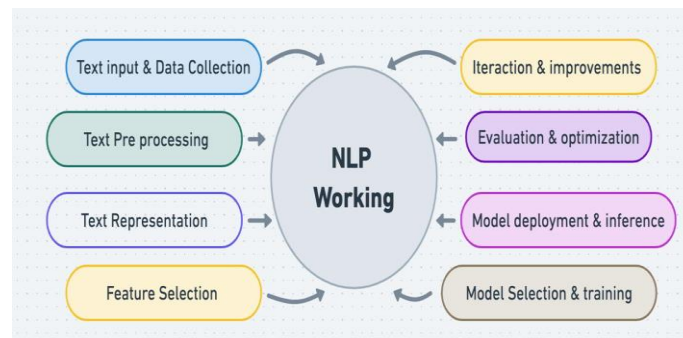 Text input & Data Collection
Text Pre processing
Text Representation
Feature Selection
NLP
Working
Iteraction & improvements
Evaluation & optimization
Model deployment & inference
Model Selection & training